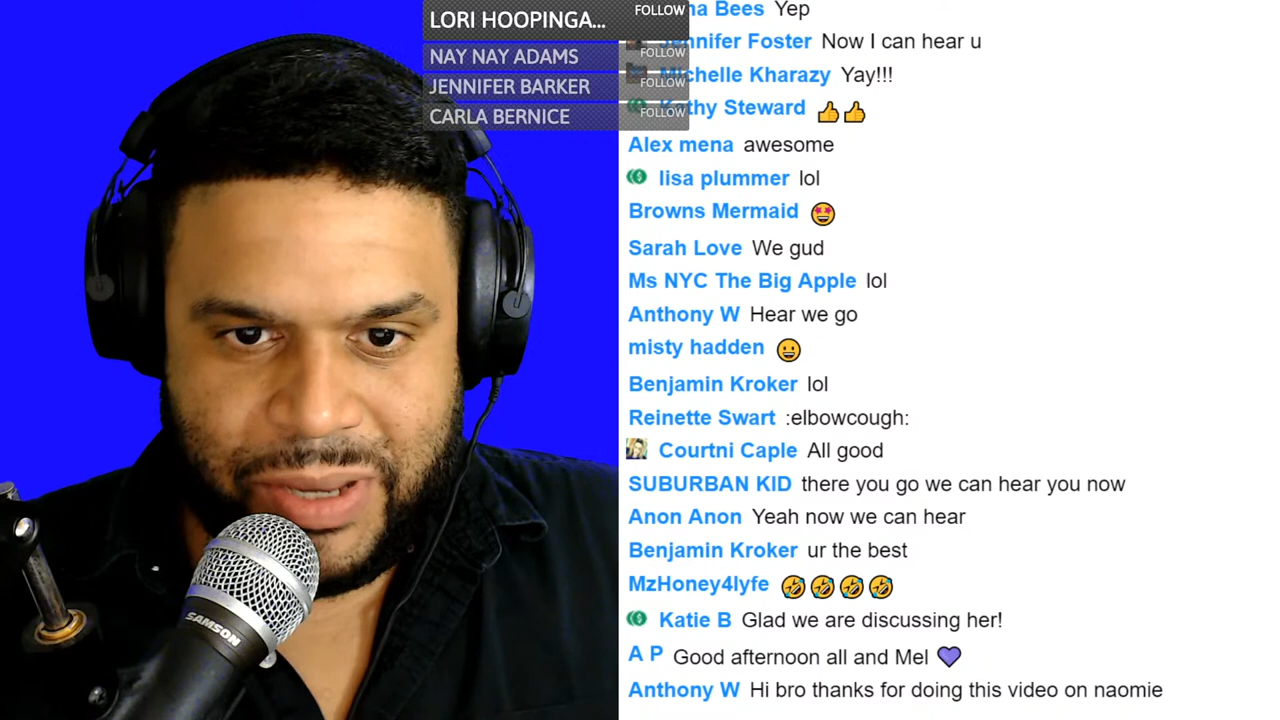 LORI HOOPINGA... FOLLOW
NAY NAY ADAMS FOLLOW
JENNIFER BARKER FOLLOW
CARLA BERNICE FOLLOW
Bees Yep
Jennifer Foster Now I can hear u
Michelle Kharazy Yay!!!
Kathy Steward 👍👍
Alex mena awesome
lisa plummer lol
Browns Mermaid 🤩
Sarah Love We gud
Ms NYC The Big Apple lol
Anthony W Hear we go
misty hadden 😀
Benjamin Kroker lol
Reinette Swart :elbowcough:
Courtni Caple All good
SUBURBAN KID there you go we can hear you now
Anon Anon Yeah now we can hear
Benjamin Kroker ur the best
MzHoney4lyfe 🤣🤣🤣🤣
Katie B Glad we are discussing her!
A P Good afternoon all and Mel 💜
Anthony W Hi bro thanks for doing this video on naomie
SAMSON